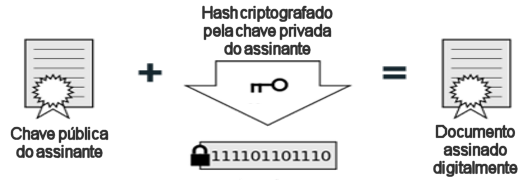 Hash criptografado
pela chave privada
do assinante
+
=
Chave pública
do assinante
111101101110
Documento
assinado
digitalmente